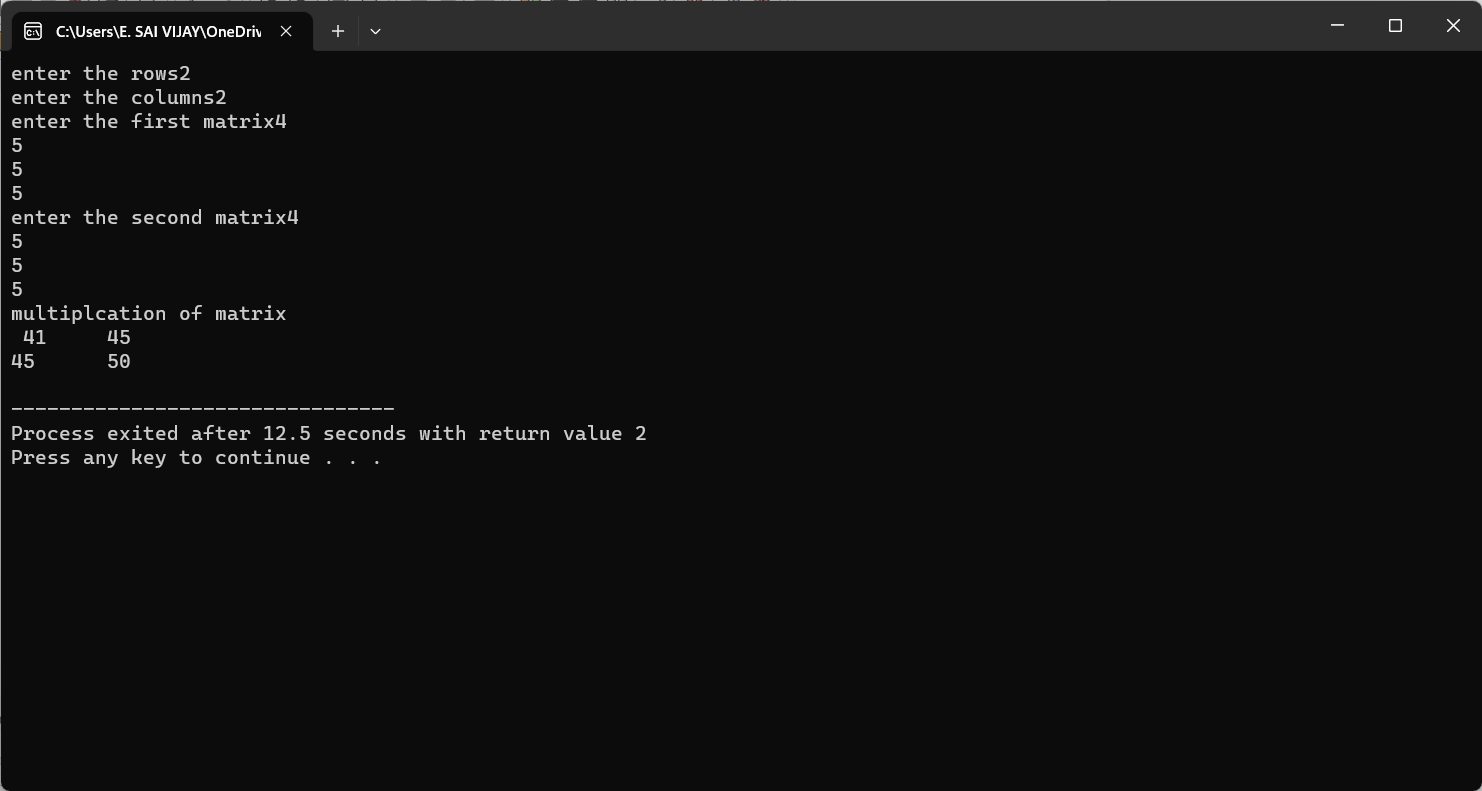 C:\Users\E. SAI VIJAY\OneDriv
enter the rows2
enter the columns2
enter the first matrix4
5
5
5
enter the second matrix4
5
5
5
multiplcation of matrix
 41     45
45      50
--------------------------------
Process exited after 12.5 seconds with return value 2
Press any key to continue . . .